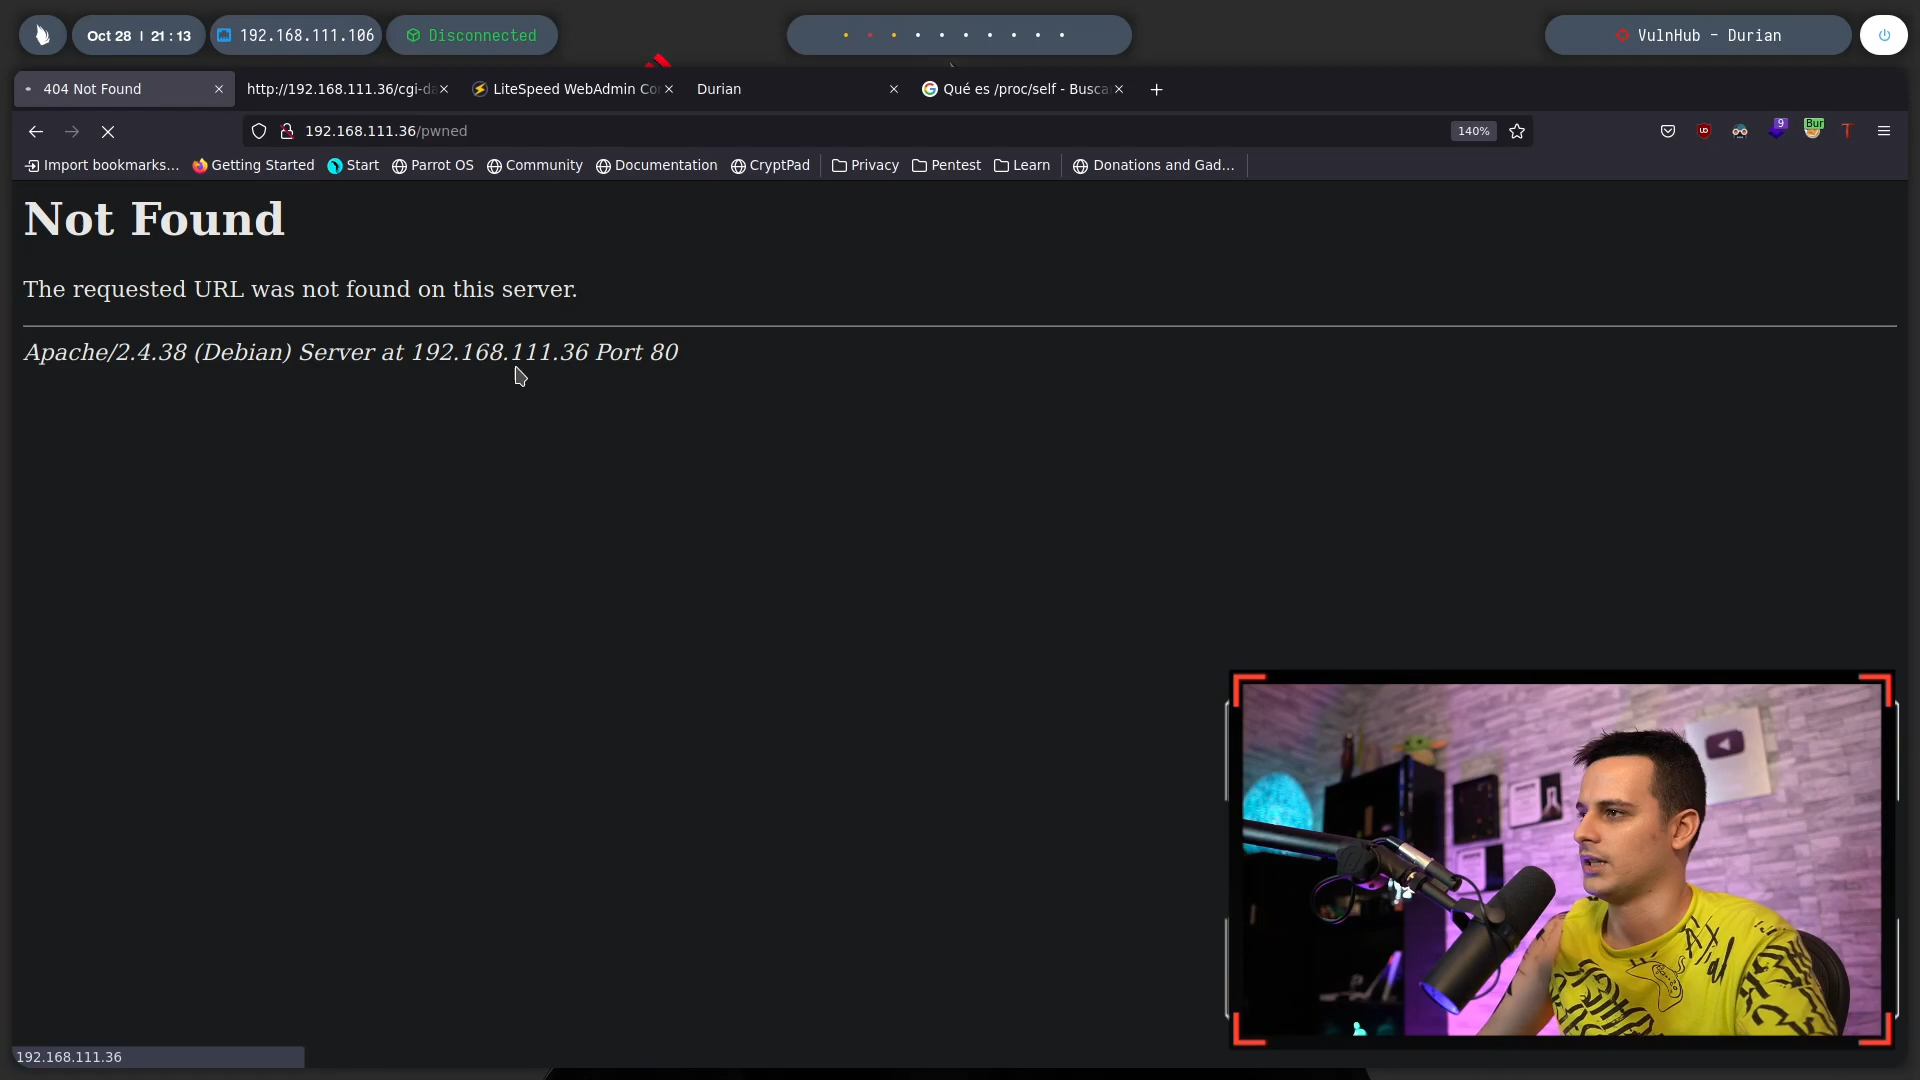 Oct 28 | 21:13
192.168.111.106
Disconnected
VulnHub - Durian
404 Not Found
http://192.168.111.36/cgi-da
LiteSpeed WebAdmin Co
Durian
Qué es /proc/self - Busca
192.168.111.36/pwned
140%
9
Bur
Import bookmarks...
Getting Started
Start
Parrot OS
Community
Documentation
CryptPad
Privacy
Pentest
Learn
Donations and Gad...
Not Found
The requested URL was not found on this server.
Apache/2.4.38 (Debian) Server at 192.168.111.36 Port 80
192.168.111.36